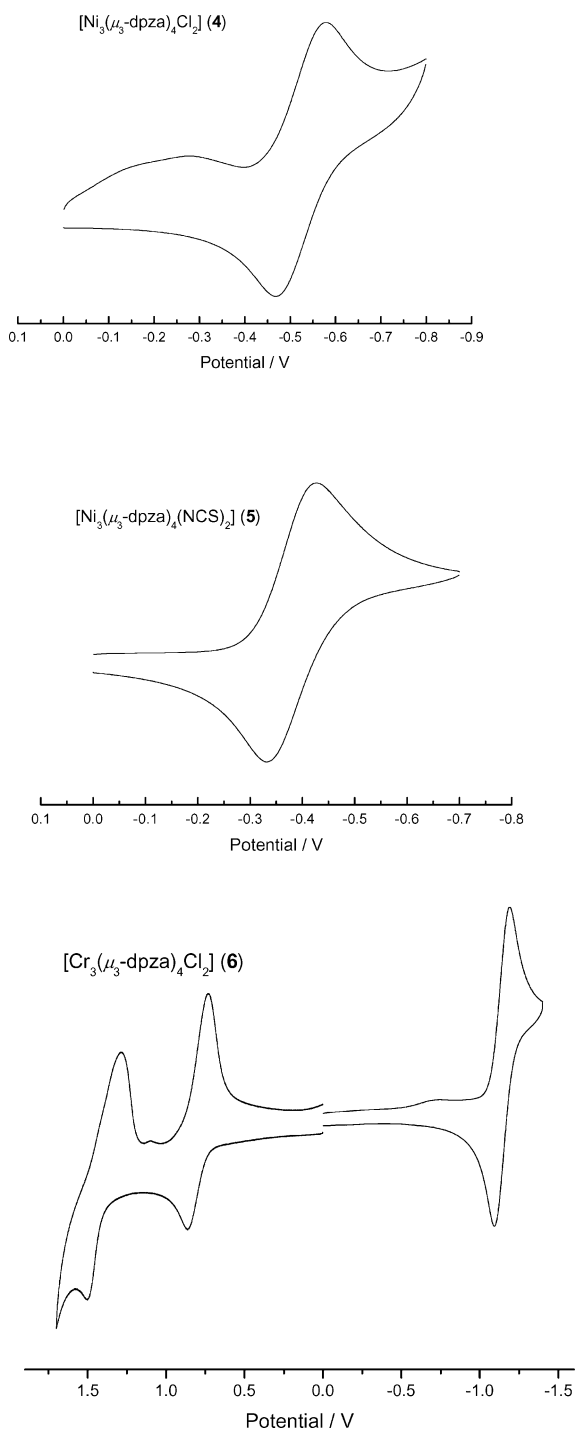 [Ni₃(μ₃-dpza)₄Cl₂] (4)
0.1 0.0 -0.1 -0.2 -0.3 -0.4 -0.5 -0.6 -0.7 -0.8 -0.9
Potential / V
[Ni₃(μ₃-dpza)₄(NCS)₂] (5)
0.1 0.0 -0.1 -0.2 -0.3 -0.4 -0.5 -0.6 -0.7 -0.8
Potential / V
[Cr₃(μ₃-dpza)₄Cl₂] (6)
1.5 1.0 0.5 0.0 -0.5 -1.0 -1.5
Potential / V